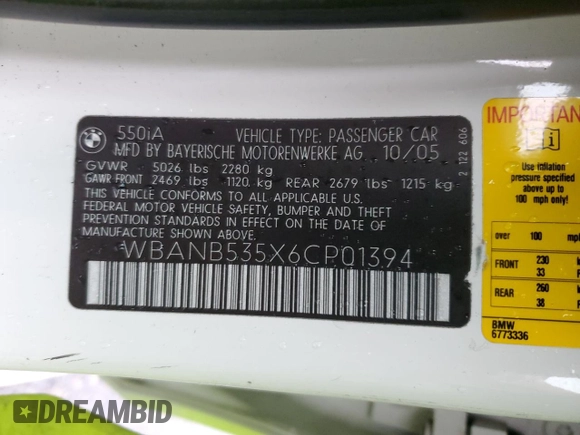 BMW
550iA VEHICLE TYPE: PASSENGER CAR
MFD BY BAYERISCHE MOTORENWERKE AG 10/05
GVWR 5026 lbs 2280 kg
GAWR FRONT 2469 lbs 1120 kg REAR 2679 lbs 1215 kg
THIS VEHICLE CONFORMS TO ALL APPLICABLE
FEDERAL MOTOR VEHICLE SAFETY, BUMPER AND THEFT
PREVENTION STANDARDS IN EFFECT ON THE DATE OF
MANUFACTURE SHOWN ABOVE
WBANB535X6CP01394
2 122 606
IMPORTAN
i
Use inflation
pressure specified
above up to
100 mph only!
over 100 mp
FRONT 230
33
REAR 260
38
BMW
6773336
DREAMBID